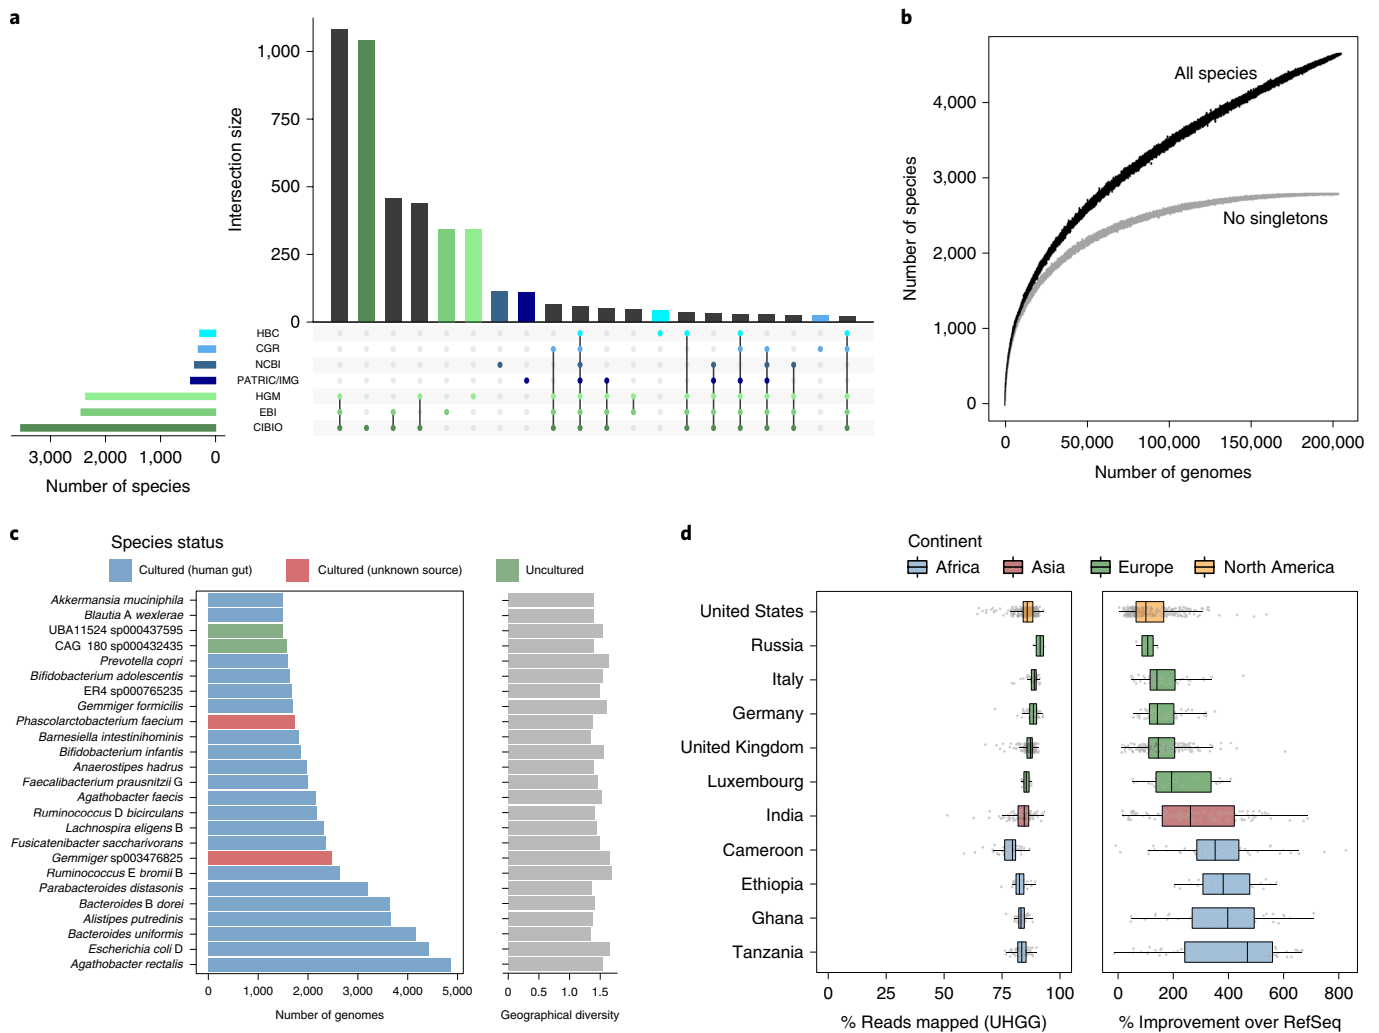 a
Intersection size
1,000
750
500
250
0
HBC
CGR
NCBI
PATRIC/IMG
HGM
EBI
CIBIO
3,000 2,000 1,000 0
Number of species
b
Number of species
4,000
3,000
2,000
1,000
0
All species
No singletons
0 50,000 100,000 150,000 200,000
Number of genomes
c
Species status
Cultured (human gut) Cultured (unknown source) Uncultured
Akkermansia muciniphila
Blautia A wexlerae
UBA11524 sp000437595
CAG 180 sp000432435
Prevotella copri
Bifidobacterium adolescentis
ER4 sp000765235
Gemmiger formicilis
Phascolarctobacterium faecium
Barnesiella intestinihominis
Bifidobacterium infantis
Anaerostipes hadrus
Faecalibacterium prausnitzii G
Agathobacter faecis
Ruminococcus D bicirculans
Lachnospira eligens B
Fusicatenibacter saccharivorans
Gemmiger sp003476825
Ruminococcus E bromii B
Parabacteroides distasonis
Bacteroides B dorei
Alistipes putredinis
Bacteroides uniformis
Escherichia coli D
Agathobacter rectalis
0 1,000 2,000 3,000 4,000 5,000
Number of genomes
0 0.5 1.0 1.5
Geographical diversity
d
Continent
Africa Asia Europe North America
United States
Russia
Italy
Germany
United Kingdom
Luxembourg
India
Cameroon
Ethiopia
Ghana
Tanzania
0 25 50 75 100
% Reads mapped (UHGG)
0 200 400 600 800
% Improvement over RefSeq